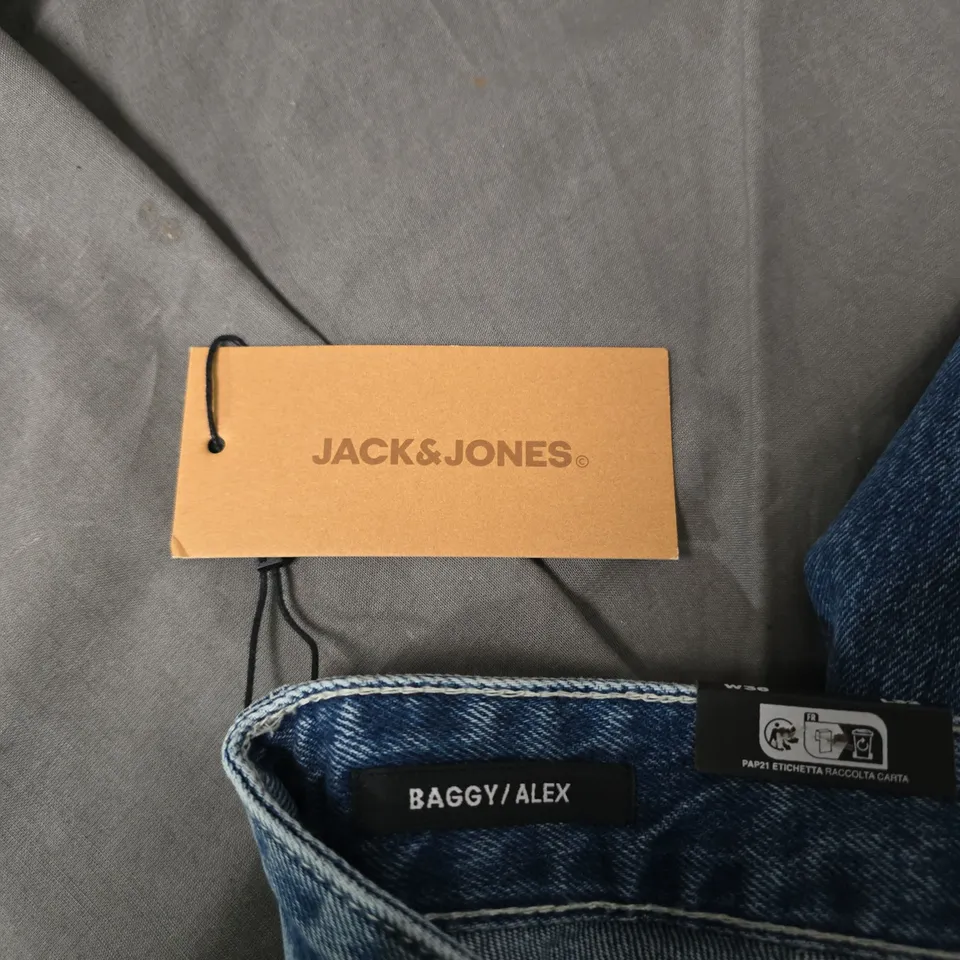 JACK&JONES©
W36
FR
BAGGY/ALEX
PAP21 ETICHETTA RACCOLTA CARTA